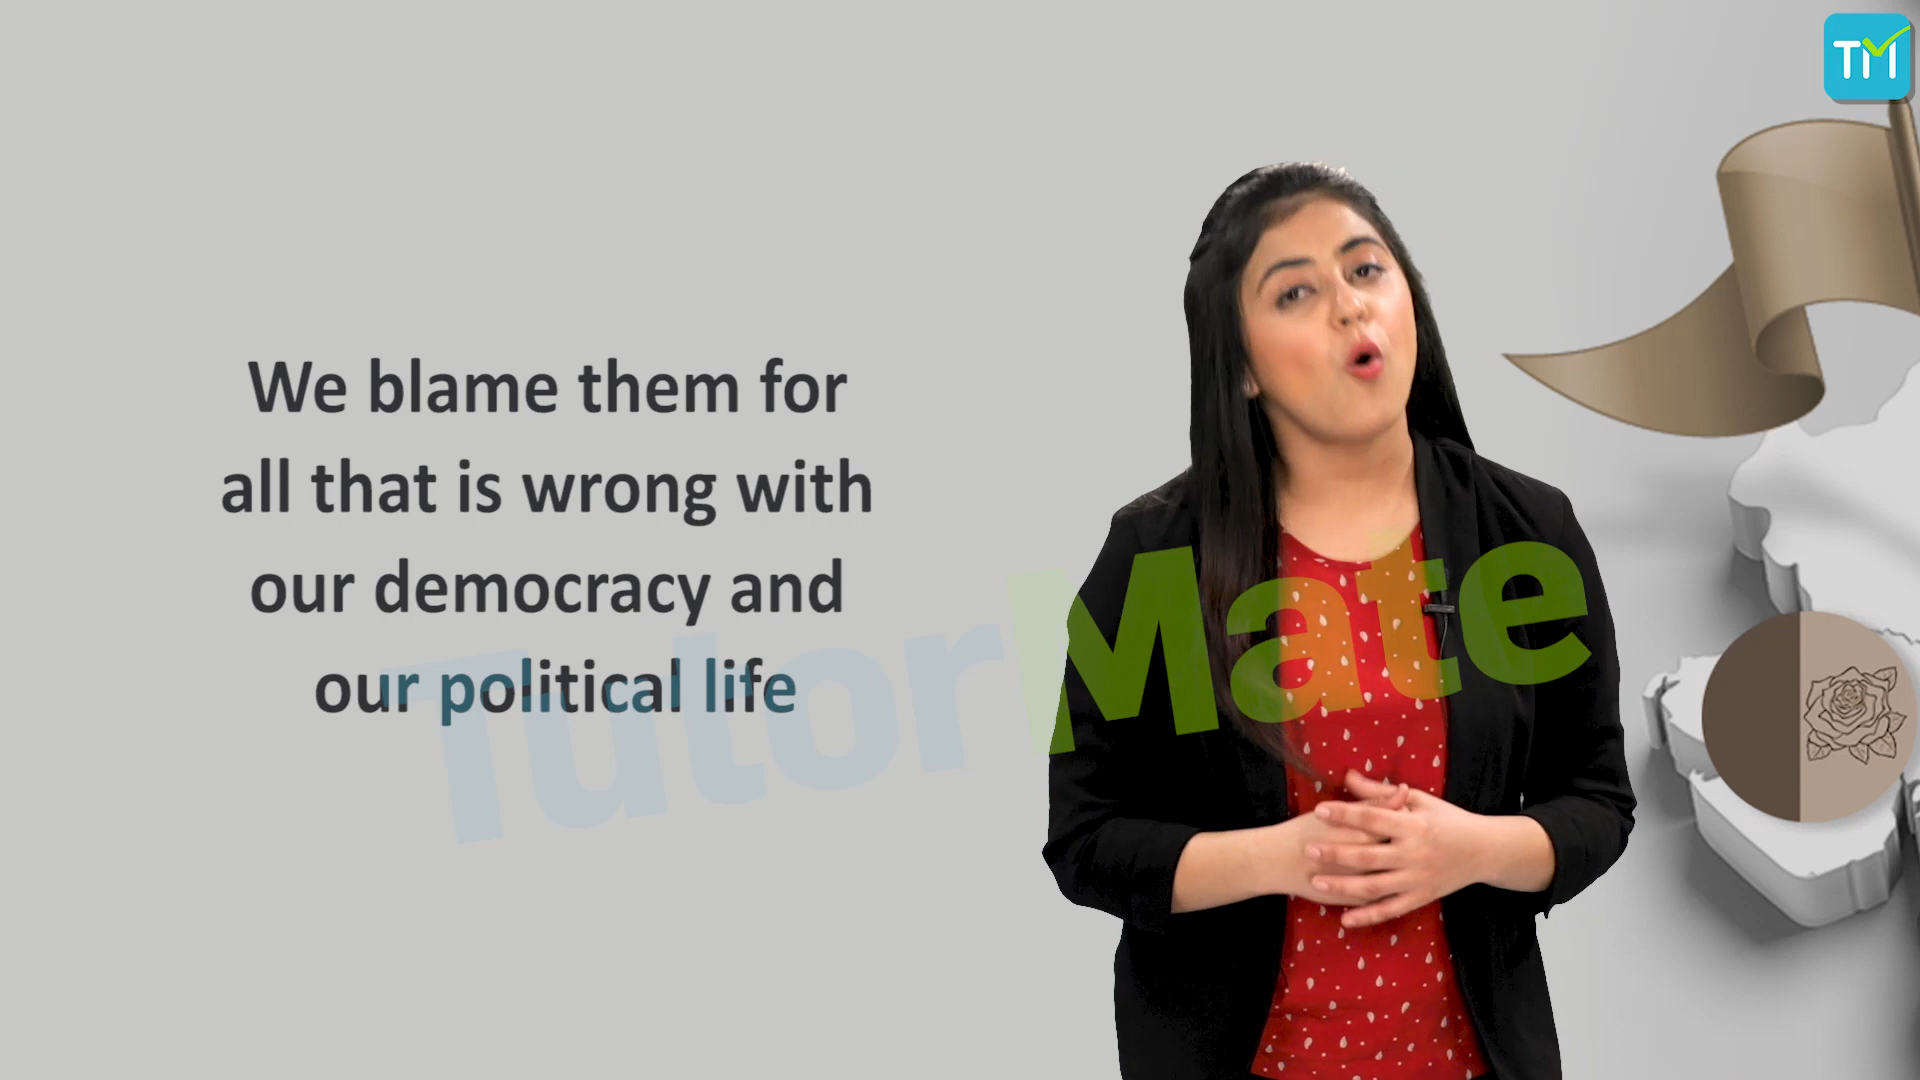 TM
We blame them for
all that is wrong with
our democracy and
our political life
TutorMate